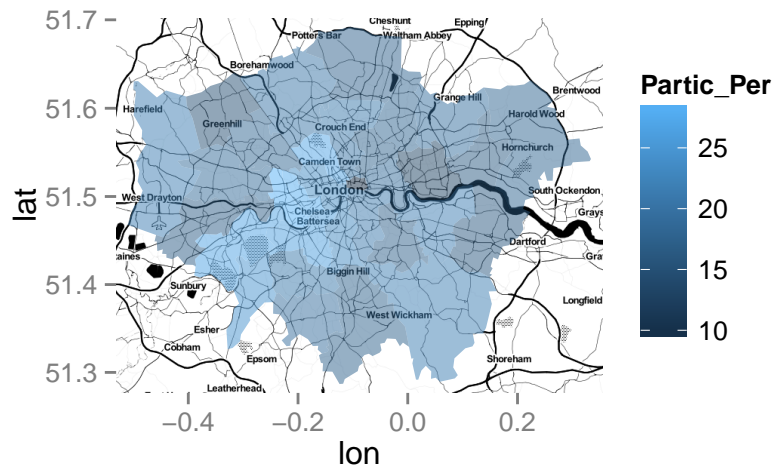 51.7
51.6
51.5
51.4
51.3
lat
−0.4
−0.2
0.0
0.2
lon
Cheshunt
Epping
Potters Bar
Waltham Abbey
Borehamwood
Brentwood
Harefield
Grange Hill
Harold Wood
Greenhill
Crouch End
Hornchurch
Camden Town
West Drayton
London
South Ockendon
Chelsea
Battersea
Grays
Dartford
taines
Biggin Hill
Gra
Sunbury
Longfield
West Wickham
Esher
Cobham
Epsom
Shoreham
Leatherhead
Partic_Per
25
20
15
10